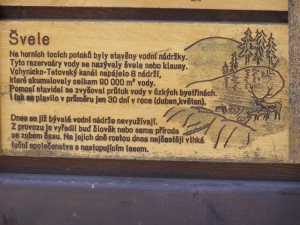 Švele
Na horních tocích potoků byly stavěny vodní nádržky.
Tyto rezervoáry vody se nazývaly švele nebo klauzy.
Vchynicko-Tetovský kanál napájelo 6 nádrží,
které akumulovaly celkem 90 000 m³ vody.
Pomocí stavidel se zvyšoval průtok vody v úzkých bystřinách.
I tak se plavilo v průměru jen 30 dní v roce (duben,květen).
Dnes se již bývalé vodní nádrže nevyužívají.
Z provozu je vyřadil buď člověk nebo sama příroda
se zubem času. Na jejich dně rostou dnes nejčastěji vlhká
luční společenstva s nastupujícím lesem.